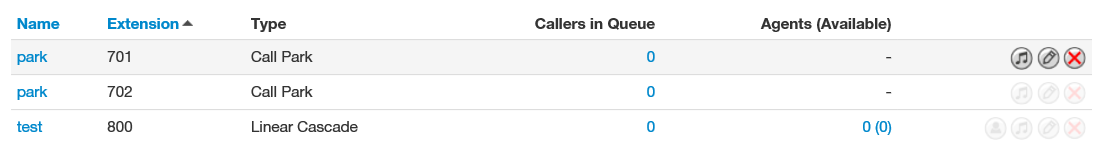 Name Extension Type Callers in Queue Agents (Available)
park 701 Call Park 0 -
park 702 Call Park 0 -
test 800 Linear Cascade 0 0 (0)